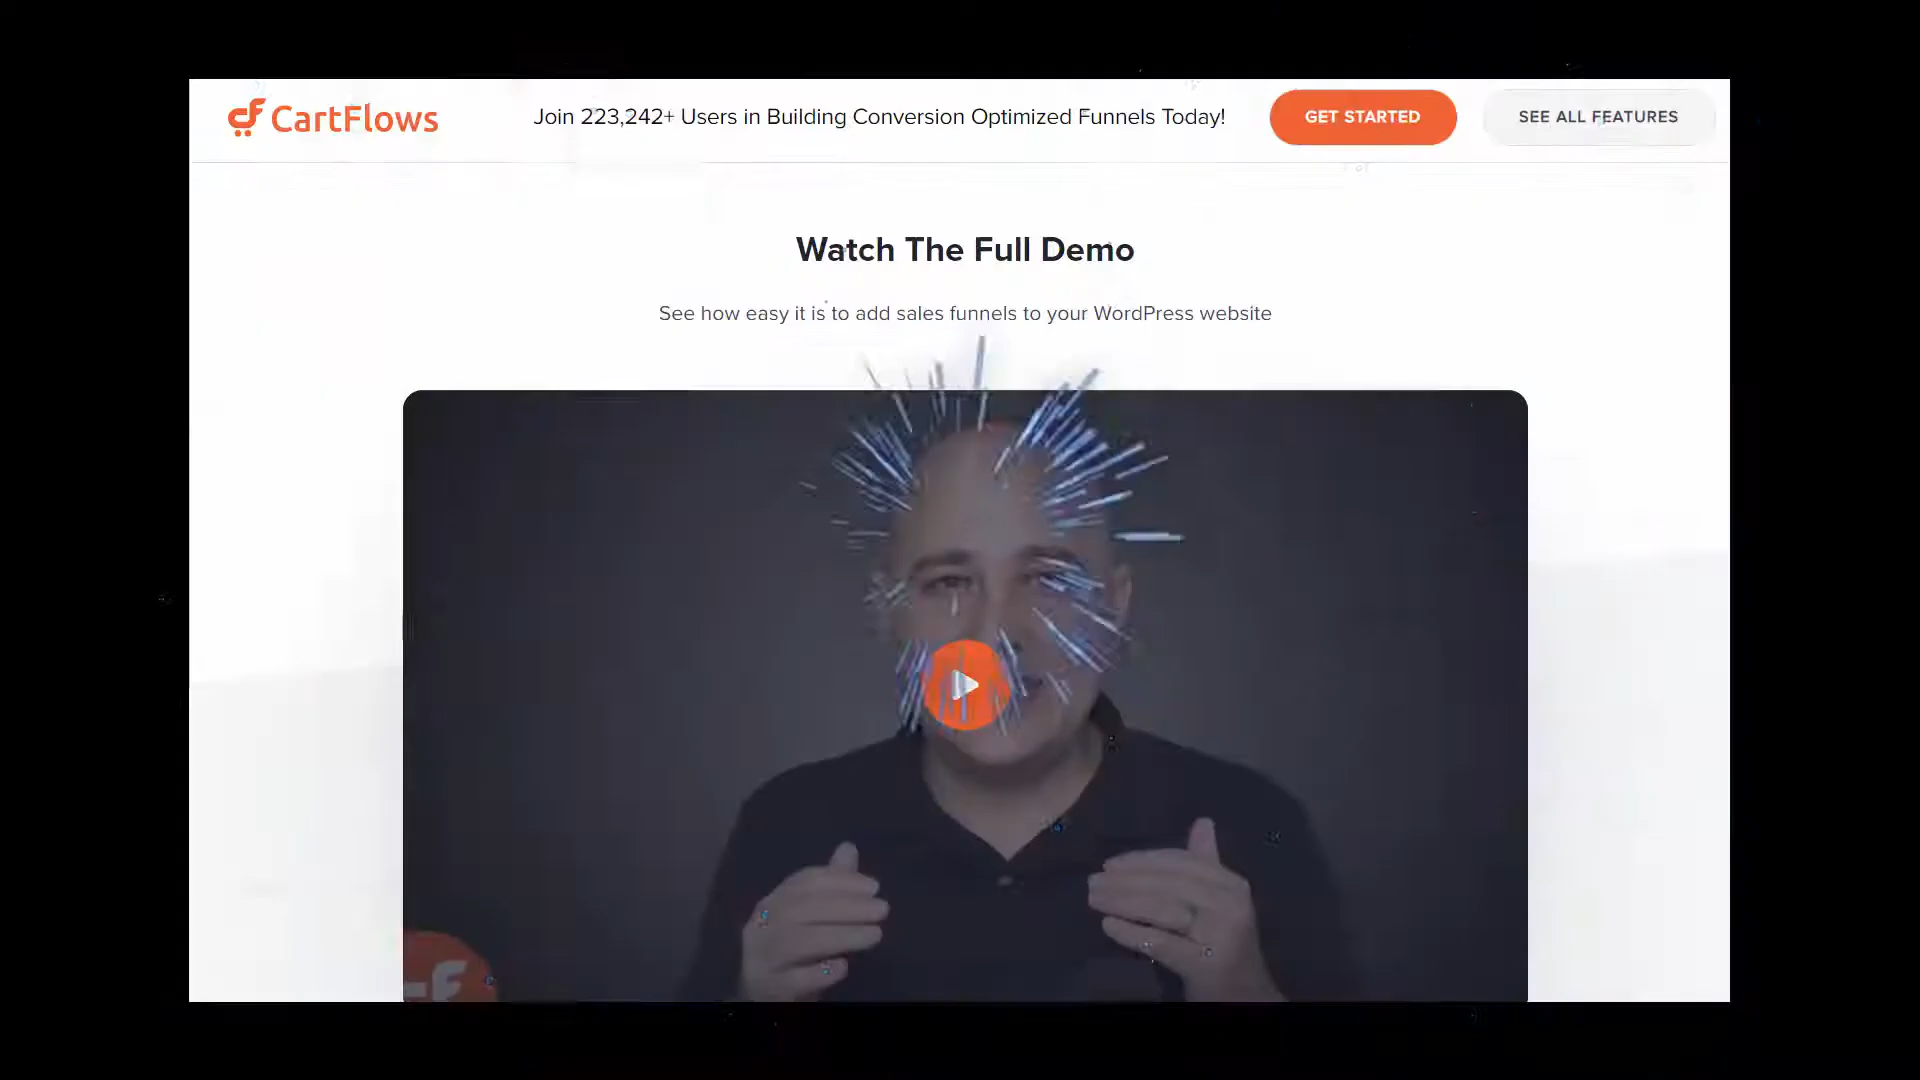 CartFlows
Join 223,242+ Users in Building Conversion Optimized Funnels Today!
GET STARTED
SEE ALL FEATURES
Watch The Full Demo
See how easy it is to add sales funnels to your WordPress website